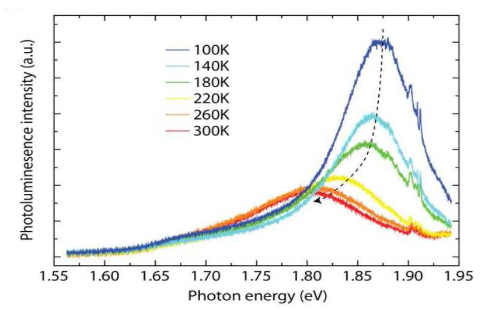 Photoluminesence intensity (a.u.)
100K
140K
180K
220K
260K
300K
1.55 1.60 1.65 1.70 1.75 1.80 1.85 1.90 1.95
Photon energy (eV)